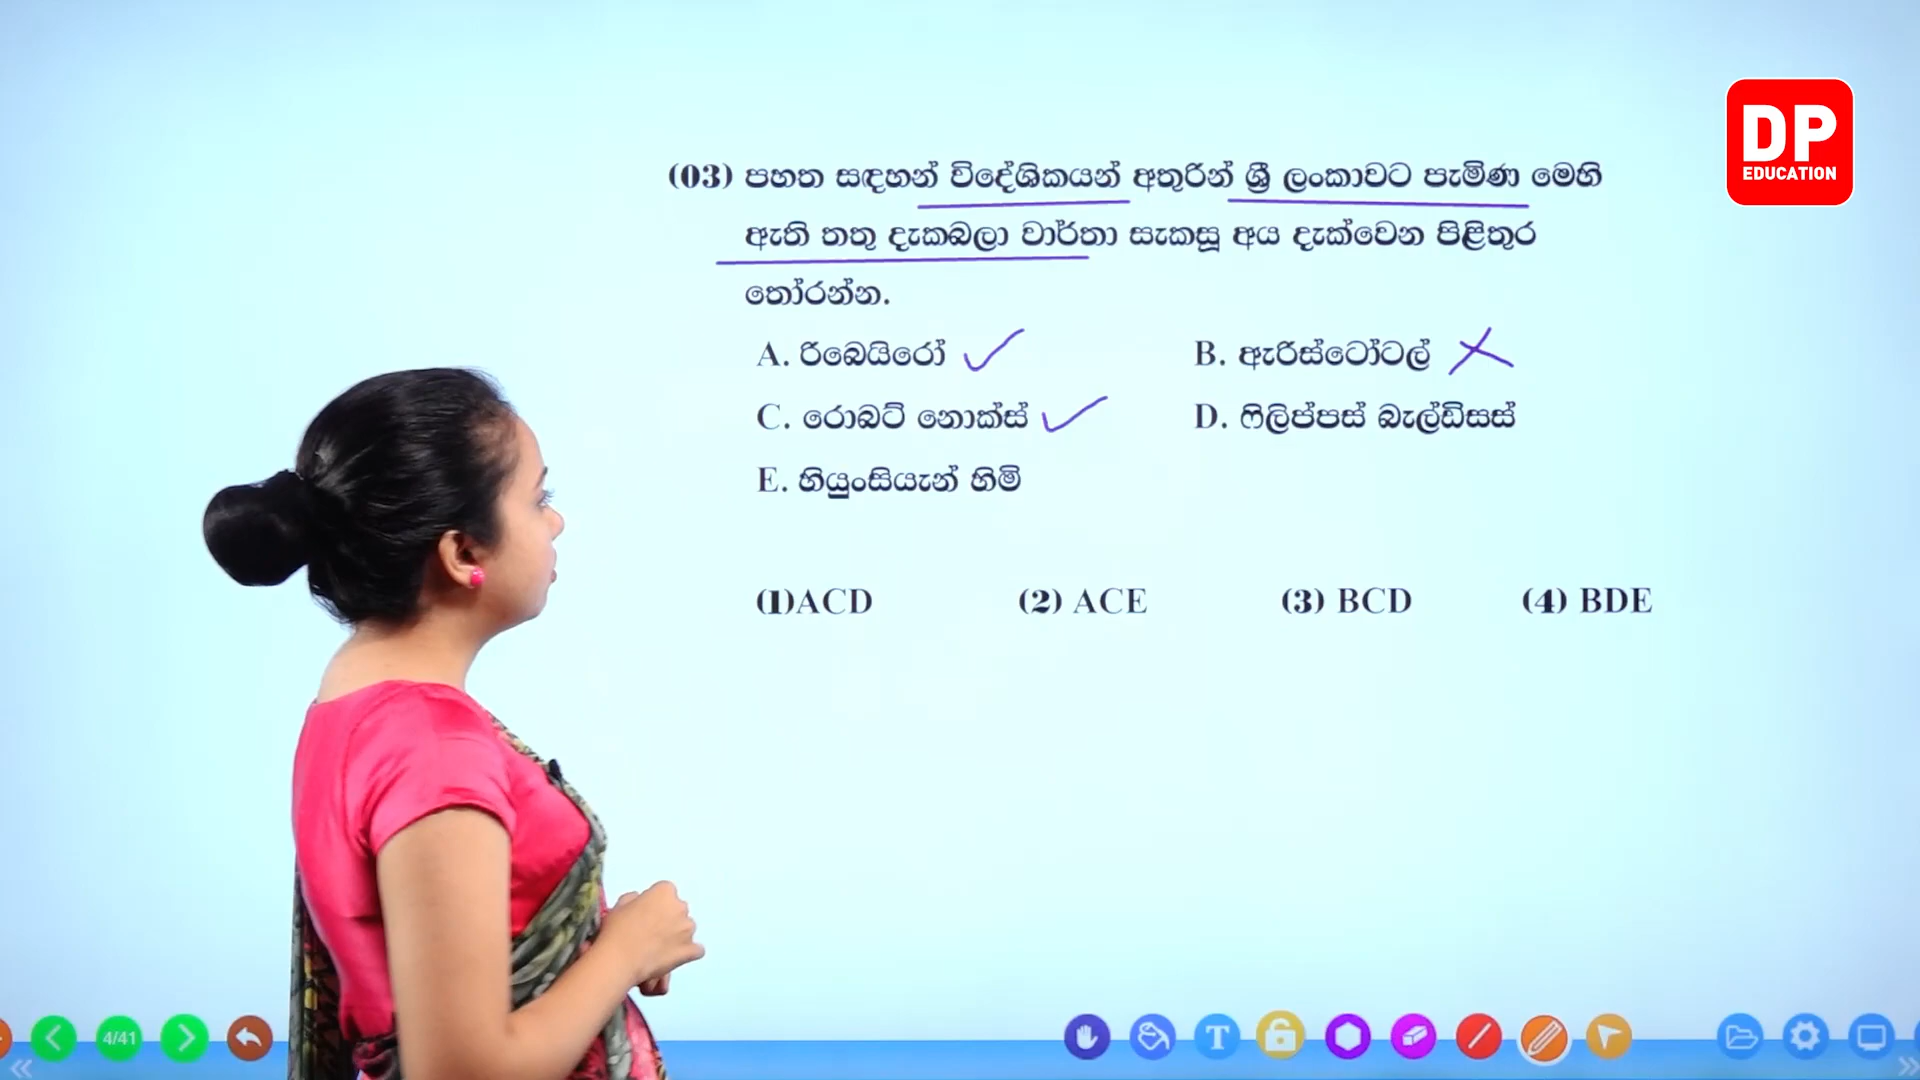 DP
EDUCATION
(03) පහත සඳහන් විදේශිකයන් අතුරින් ශ්‍රී ලංකාවට පැමිණ මෙහි
ඇති තතු දැකබලා වාර්තා සැකසූ අය දැක්වෙන පිළිතුර
තෝරන්න.
A. රිබෙයිරෝ B. ඇරිස්ටෝටල්
C. රොබට් නොක්ස් D. ෆිලිප්පස් බැල්ඩිසස්
E. හියුංසියැන් හිමි
(1)ACD (2) ACE (3) BCD (4) BDE
4/41
T